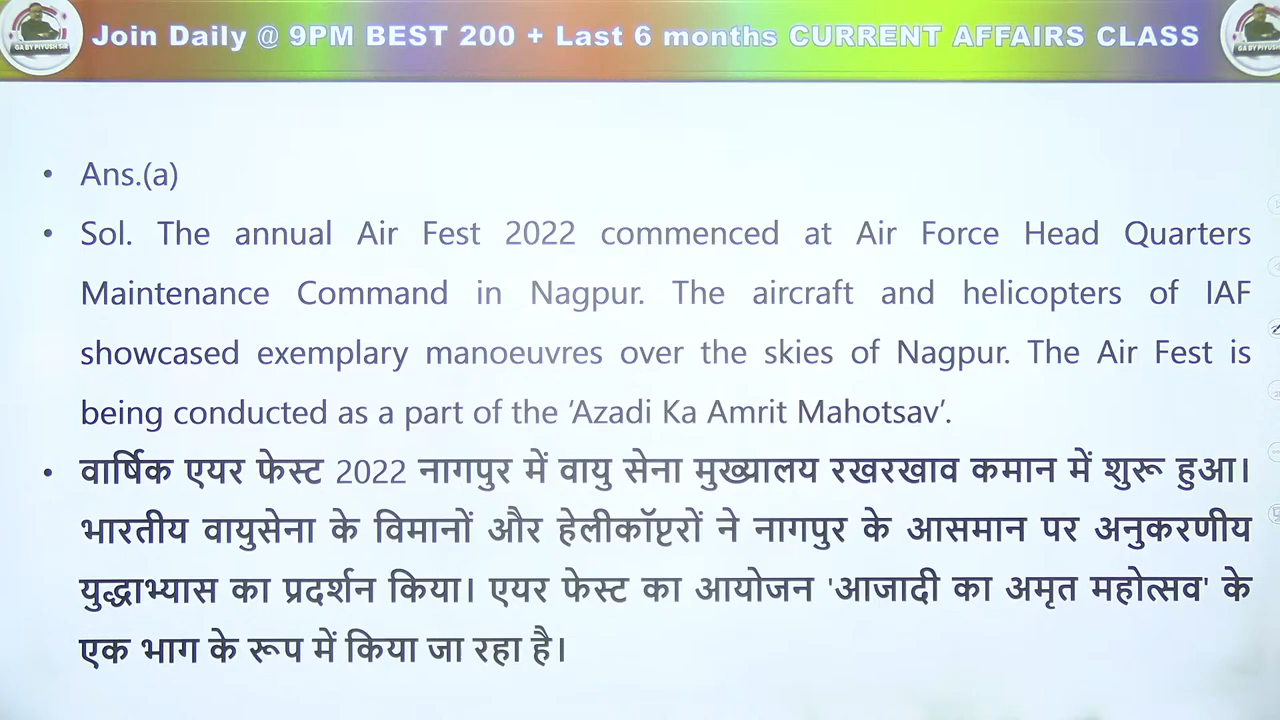 Join Daily @ 9PM BEST 200 + Last 6 months CURRENT AFFAIRS CLASS
GA BY PIYUSH SIR
• Ans.(a)
• Sol. The annual Air Fest 2022 commenced at Air Force Head Quarters
Maintenance Command in Nagpur. The aircraft and helicopters of IAF
showcased exemplary manoeuvres over the skies of Nagpur. The Air Fest is
being conducted as a part of the ‘Azadi Ka Amrit Mahotsav’.
• वार्षिक एयर फेस्ट 2022 नागपुर में वायु सेना मुख्यालय रखरखाव कमान में शुरू हुआ।
भारतीय वायुसेना के विमानों और हेलीकॉप्टरों ने नागपुर के आसमान पर अनुकरणीय
युद्धाभ्यास का प्रदर्शन किया। एयर फेस्ट का आयोजन 'आजादी का अमृत महोत्सव' के
एक भाग के रूप में किया जा रहा है।